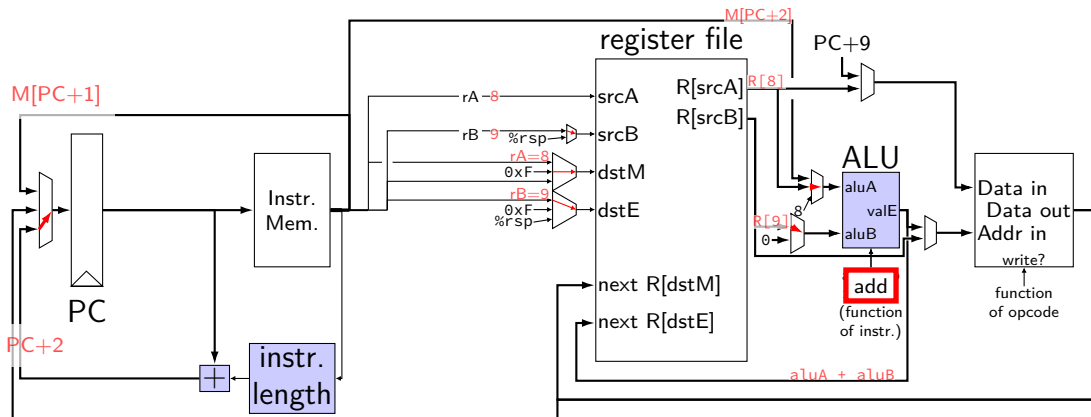 M[PC+2]
register file
PC+9
M[PC+1]
R[8]
R[srcA]
R[srcB]
rA 8
srcA
rB 9
%rsp
srcB
rA=8
0xF
dstM
rB=9
0xF
%rsp
dstE
ALU
aluA
valE
aluB
8
R[9]
0
Instr.
Mem.
Data in
Data out
Addr in
write?
function
of opcode
add
(function
of instr.)
PC
next R[dstM]
next R[dstE]
PC+2
+
instr.
length
aluA + aluB